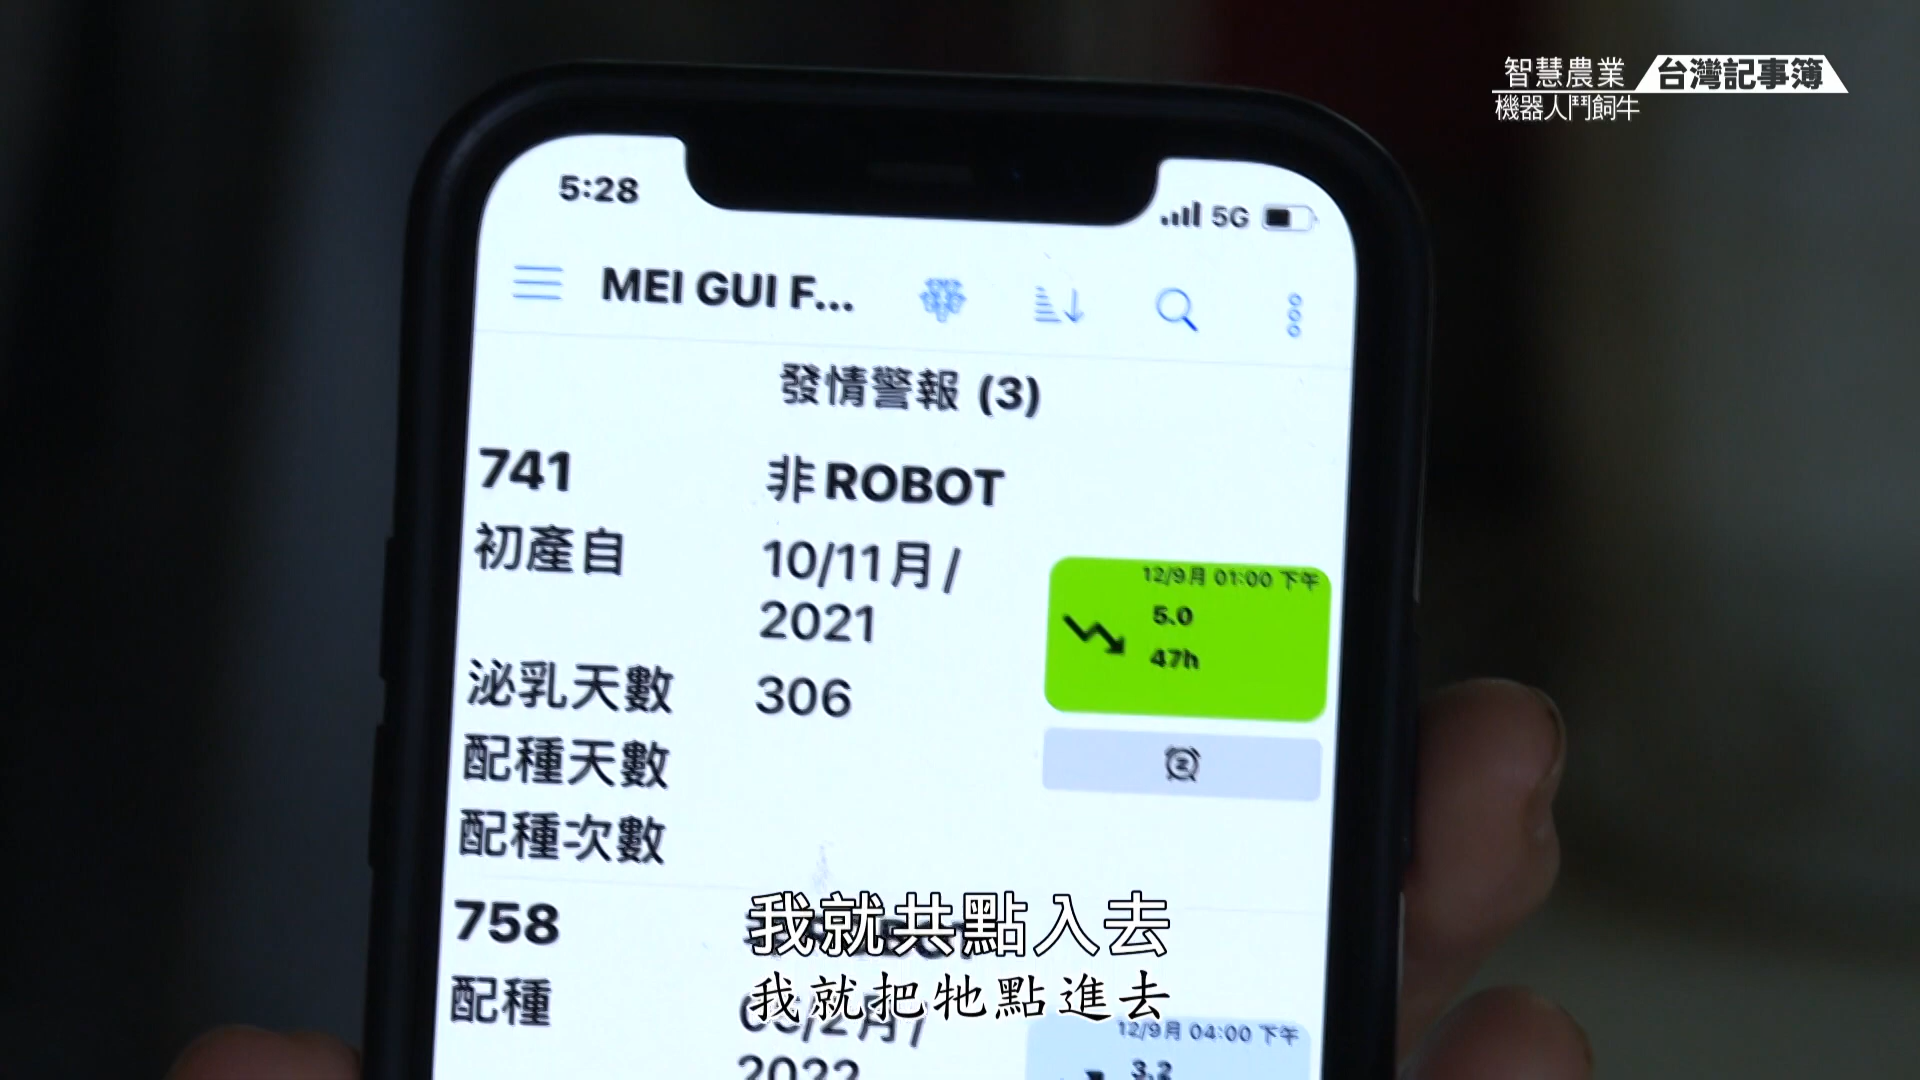 智慧農業
台灣記事簿
機器人鬥飼牛
5:28
5G
MEI GUI F...
發情警報 (3)
741
非ROBOT
初產自
10/11月/
2021
12/9月 01:00 下午
5.0
47h
泌乳天數
306
配種天數
配種次數
758
我就共點入去
配種
我就把牠點進去
12/9月 04:00 下午
2022
3.2